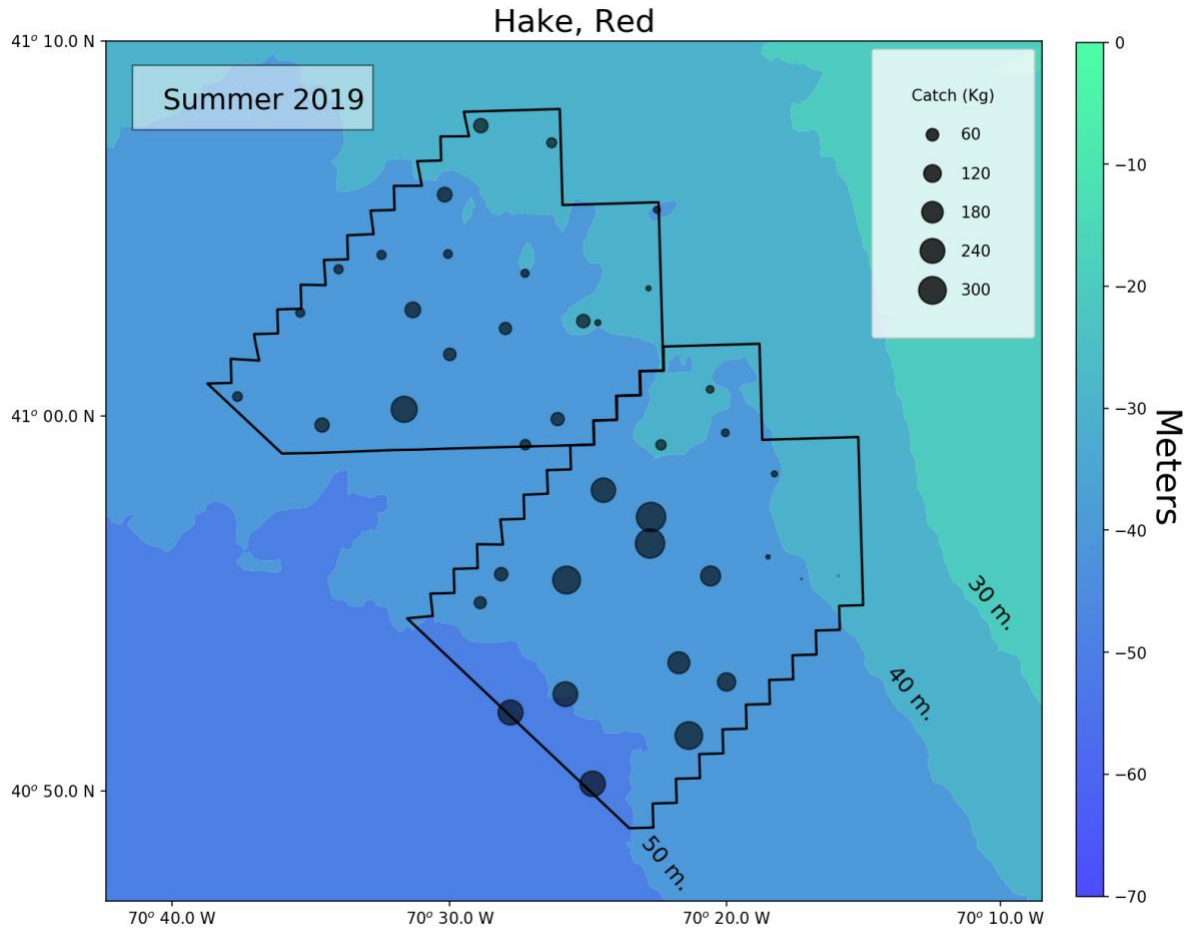 Hake, Red
41° 10.0 N
Summer 2019
Catch (Kg)
60
120
180
240
300
41° 00.0 N
40° 50.0 N
30 m.
40 m.
50 m.
70° 40.0 W
70° 30.0 W
70° 20.0 W
70° 10.0 W
0
−10
−20
−30
−40
−50
−60
−70
Meters